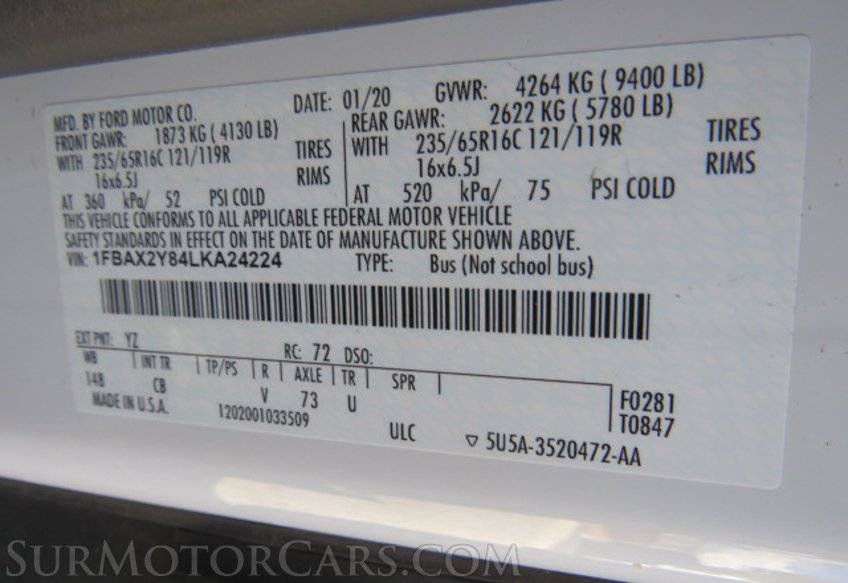 MFD. BY FORD MOTOR CO. DATE: 01/20 GVWR: 4264 KG ( 9400 LB)
FRONT GAWR: 1873 KG ( 4130 LB) REAR GAWR: 2622 KG ( 5780 LB)
WITH 235/65R16C 121/119R TIRES WITH 235/65R16C 121/119R TIRES
16x6.5J RIMS 16x6.5J RIMS
AT 360 kPa/ 52 PSI COLD AT 520 kPa/ 75 PSI COLD
THIS VEHICLE CONFORMS TO ALL APPLICABLE FEDERAL MOTOR VEHICLE
SAFETY STANDARDS IN EFFECT ON THE DATE OF MANUFACTURE SHOWN ABOVE.
VIN: 1FBAX2Y84LKA24224 TYPE: Bus (Not school bus)
EXT PNT: YZ RC: 72 DSO:
WB INT TR TP/PS R AXLE TR SPR
148 CB V 73 U F0281
MADE IN U.S.A. 1202001033509 T0847
ULC ▽ 5U5A-3520472-AA
SurMotorCars.com